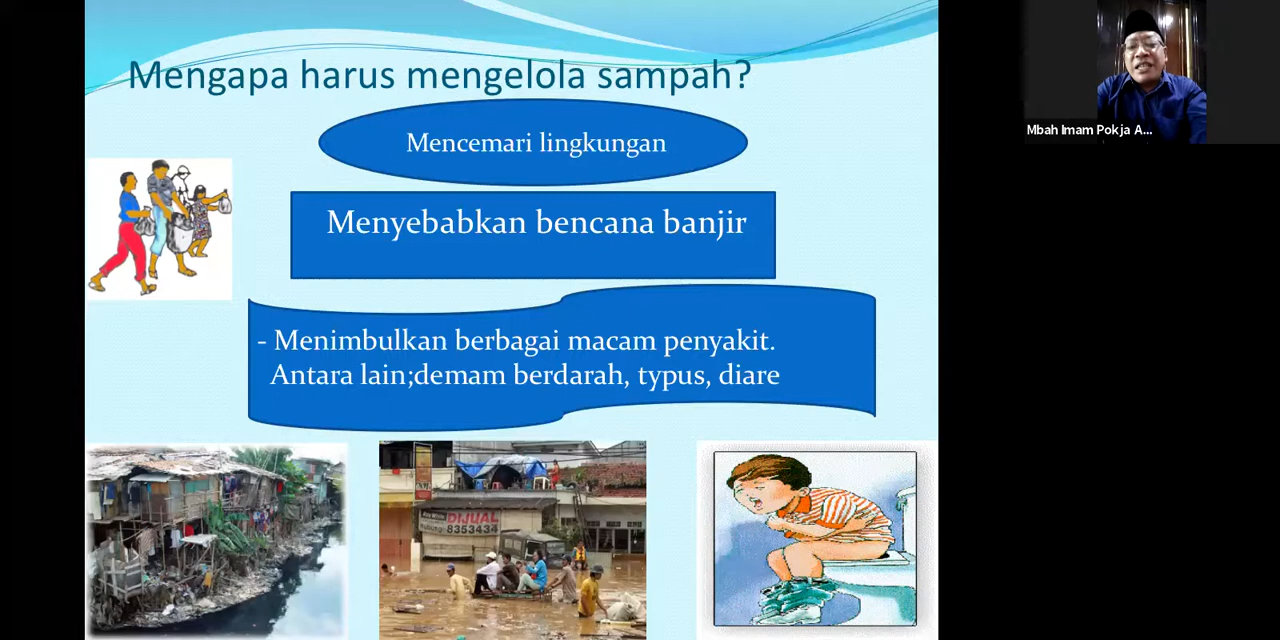 Mengapa harus mengelola sampah?
Mencemari lingkungan
Menyebabkan bencana banjir
- Menimbulkan berbagai macam penyakit.
Antara lain;demam berdarah, typus, diare
DIJUAL
8353434
Mbah Imam Pokja A...